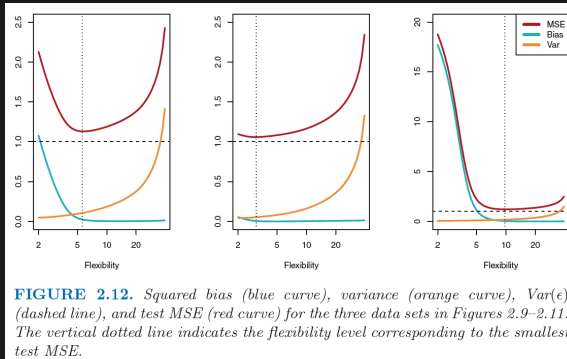 MSE
Bias
Var
2.5
2.0
1.5
1.0
0.5
0.0
2 5 10 20
Flexibility
2.5
2.0
1.5
1.0
0.5
0.0
2 5 10 20
Flexibility
20
15
10
5
0
2 5 10 20
Flexibility
FIGURE 2.12. Squared bias (blue curve), variance (orange curve), Var(ϵ)
(dashed line), and test MSE (red curve) for the three data sets in Figures 2.9–2.11.
The vertical dotted line indicates the flexibility level corresponding to the smallest
test MSE.